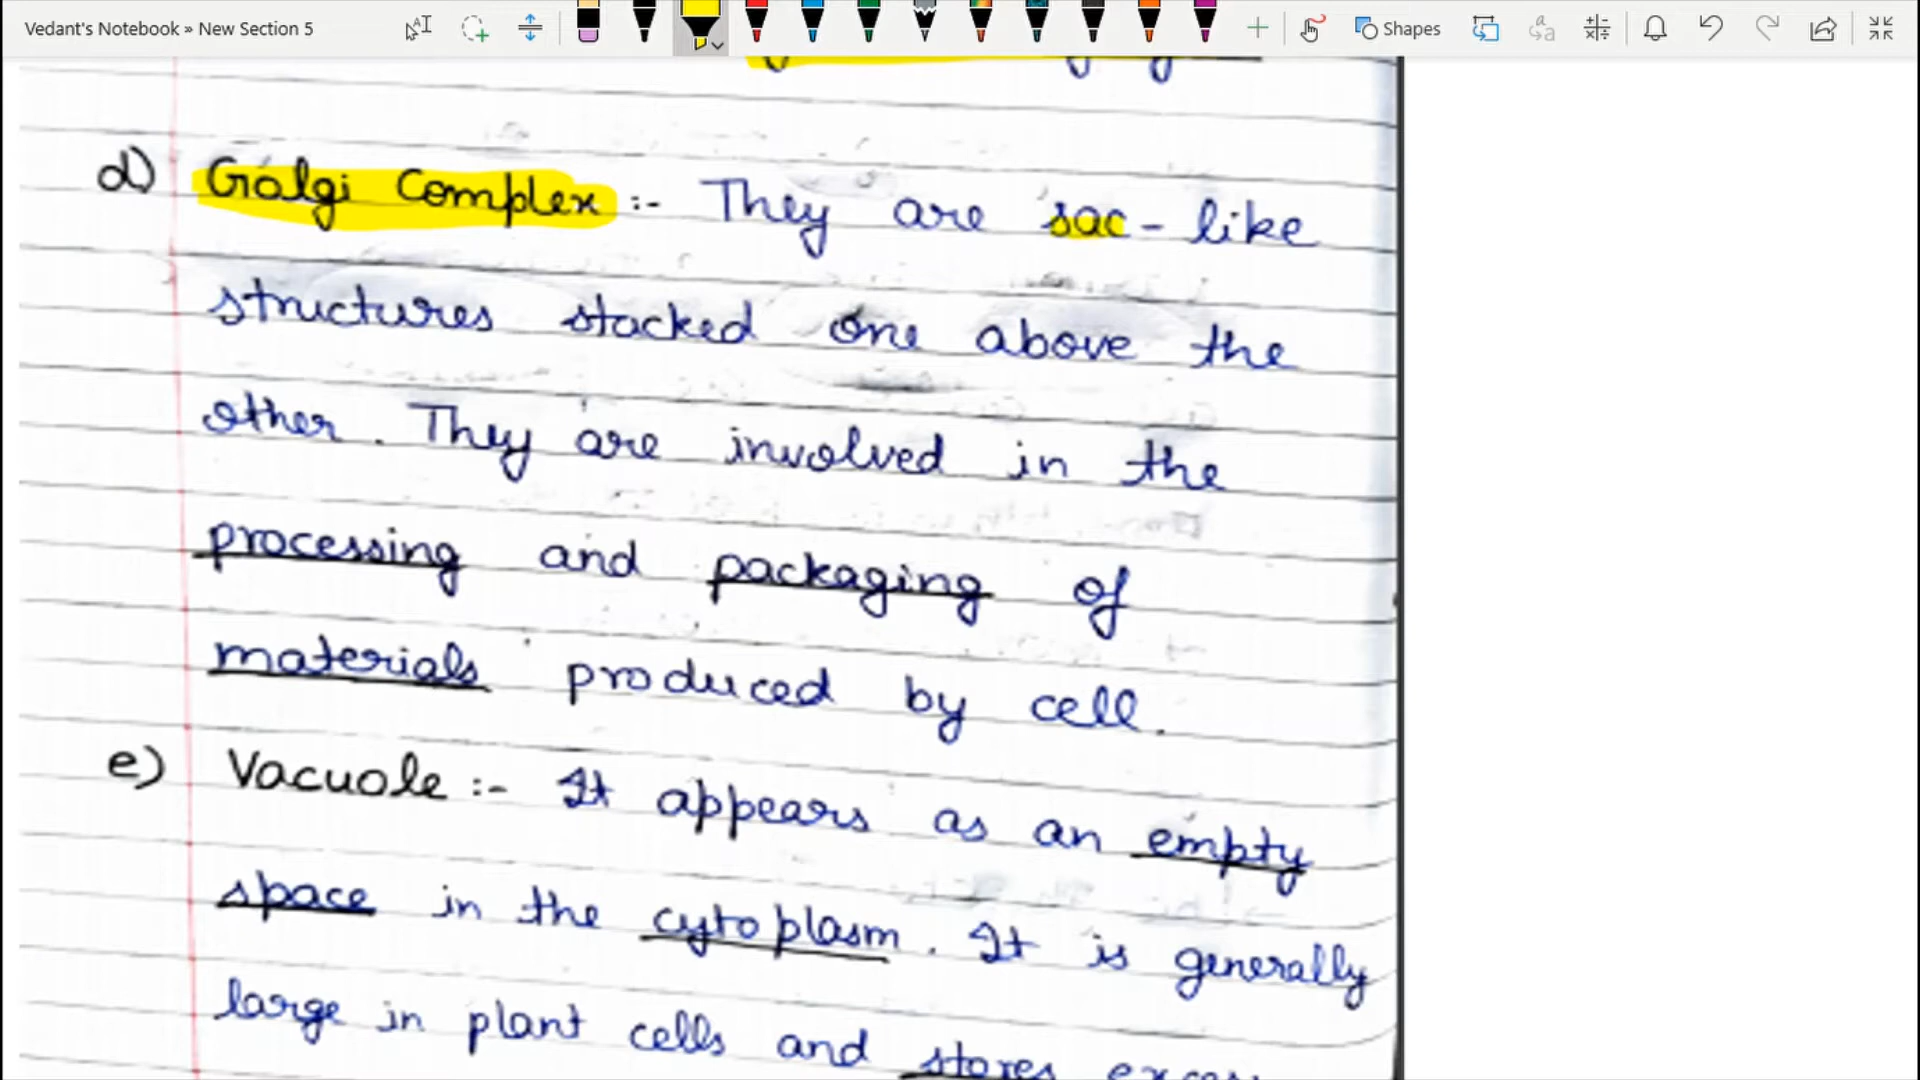 Vedant's Notebook » New Section 5
Shapes
d) Golgi Complex :- They are sac - like
structures stacked one above the
other. They are involved in the
processing and packaging of
materials produced by cell.
e) Vacuole :- It appears as an empty
space in the cytoplasm. It is generally
large in plant cells and stores